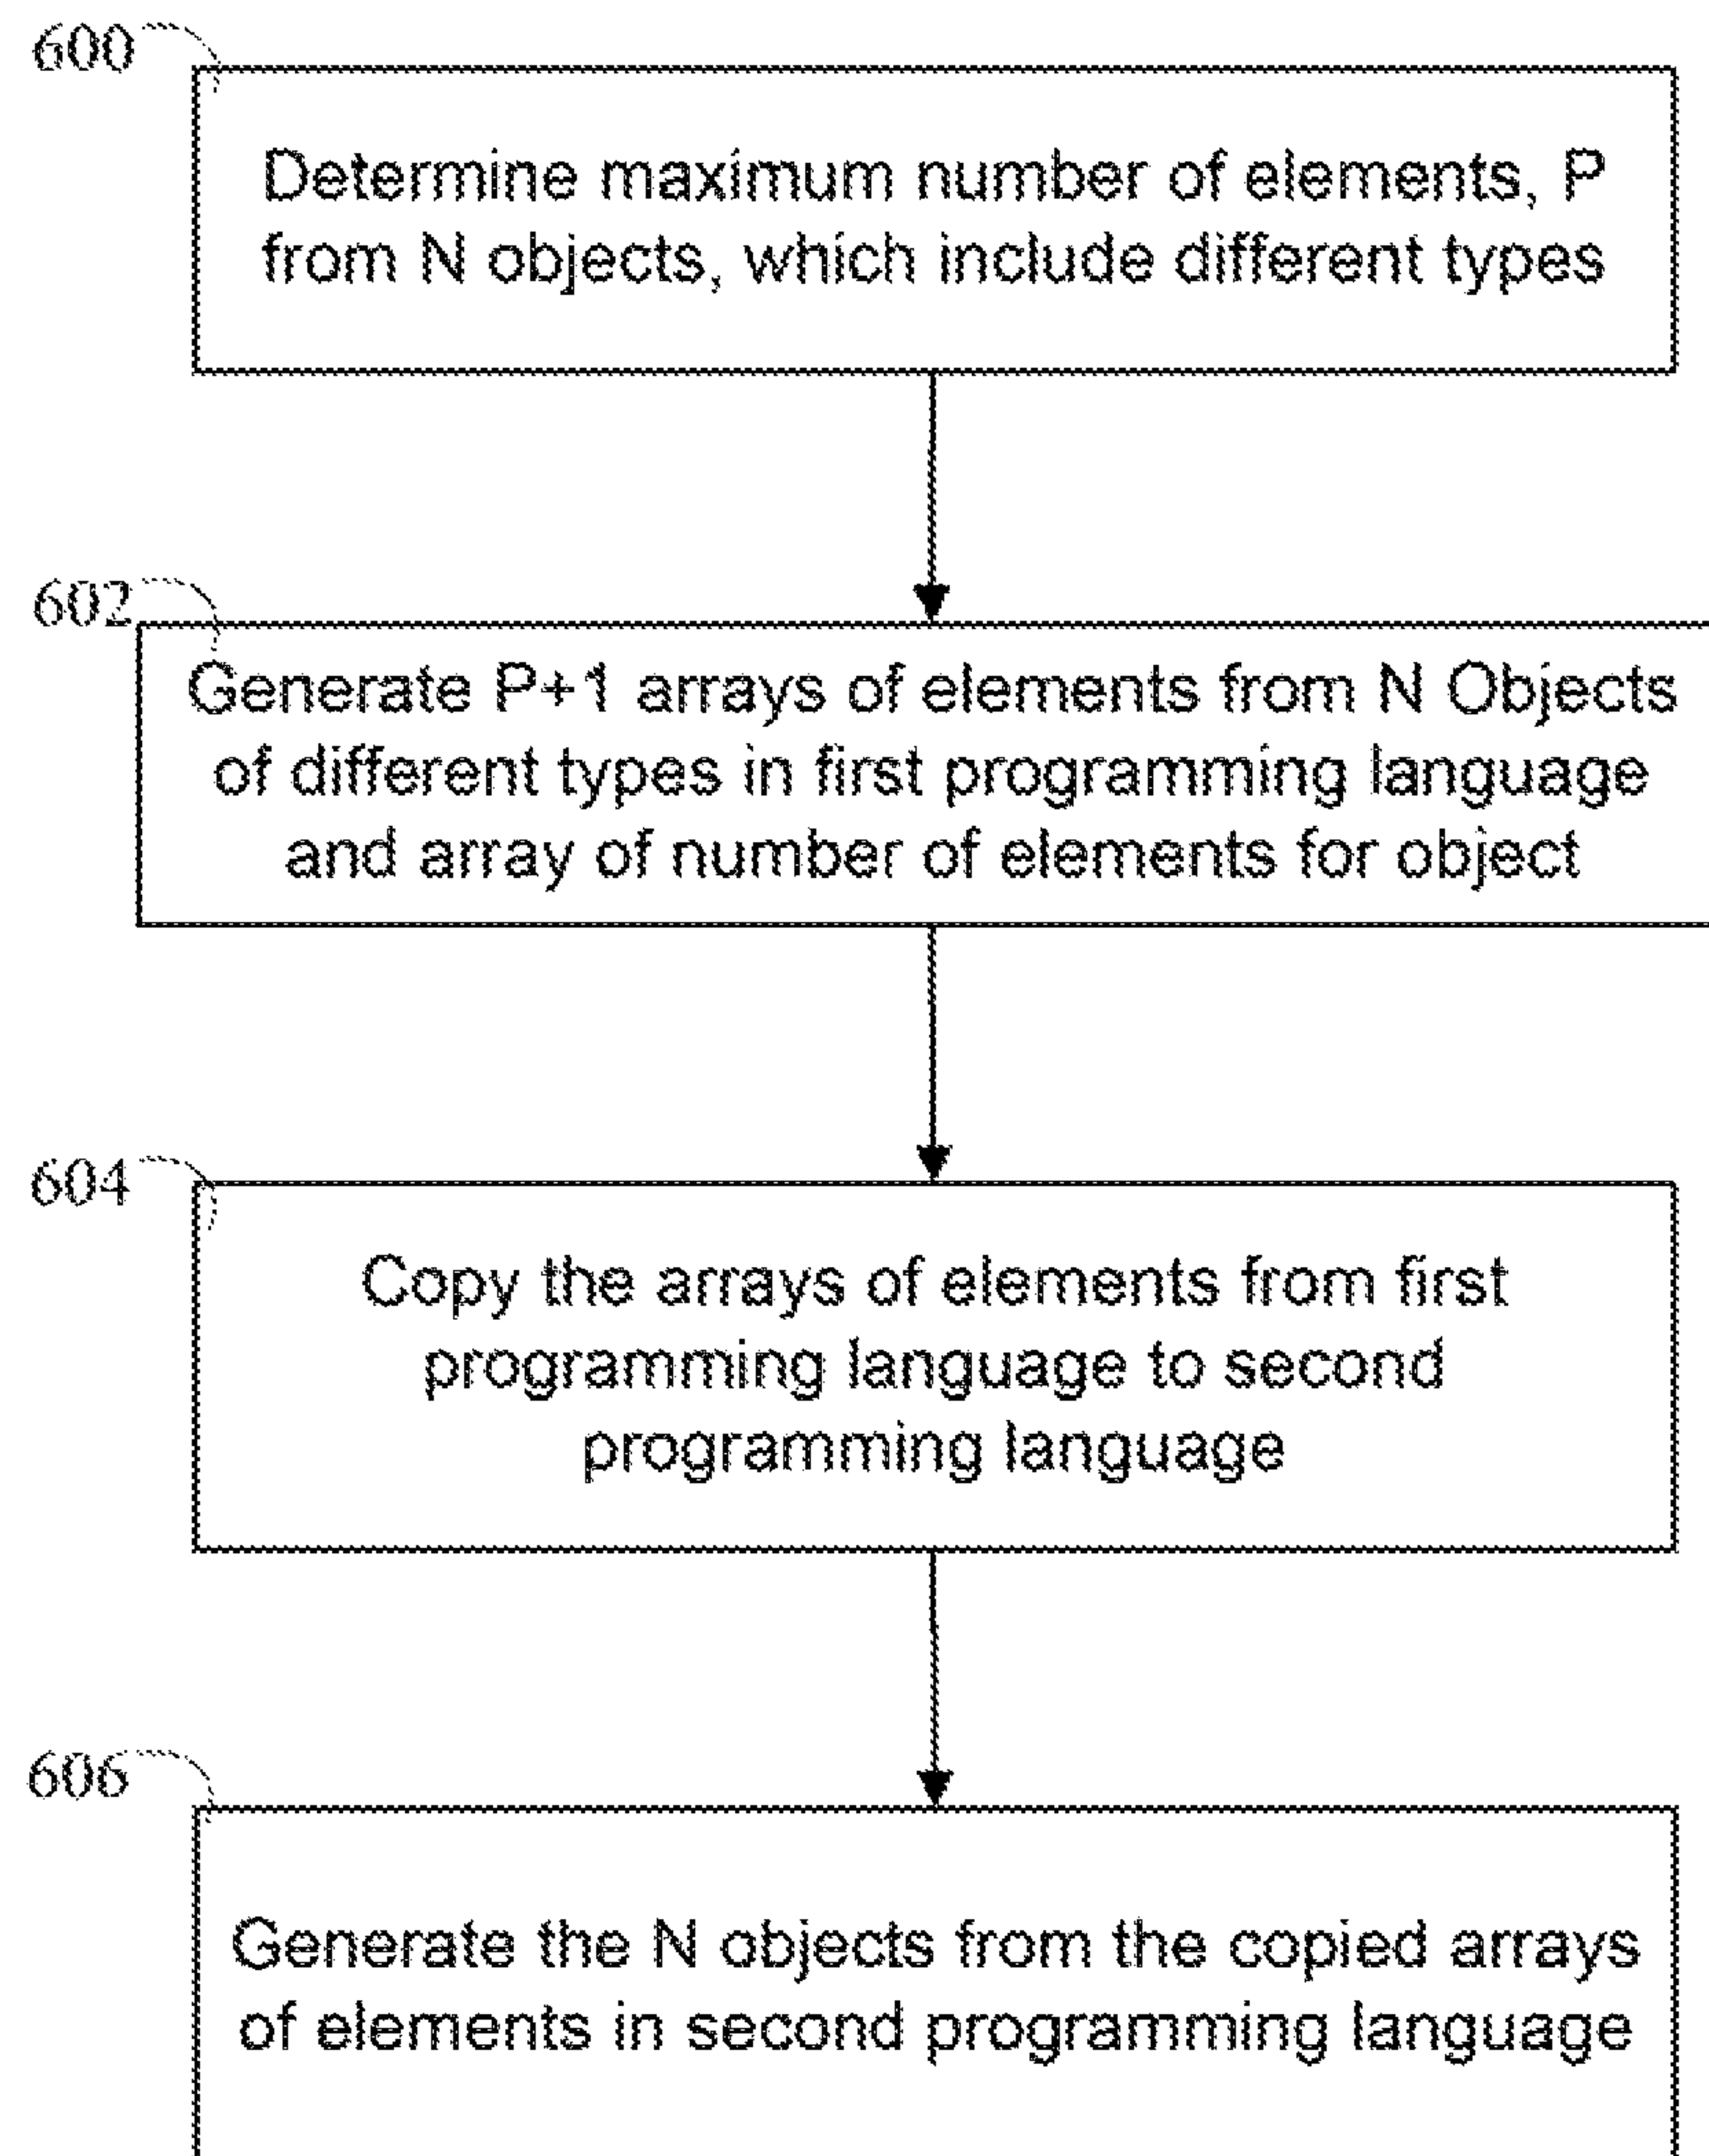 600
Determine maximum number of elements, P
from N objects, which include different types
602
Generate P+1 arrays of elements from N Objects
of different types in first programming language
and array of number of elements for object
604
Copy the arrays of elements from first
programming language to second
programming language
606
Generate the N objects from the copied arrays
of elements in second programming language